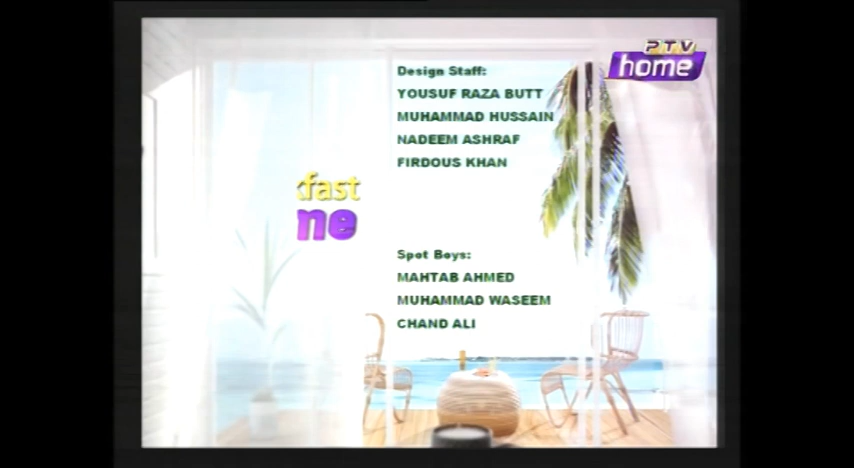 PTV
home
Design Staff:
YOUSUF RAZA BUTT
MUHAMMAD HUSSAIN
NADEEM ASHRAF
FIRDOUS KHAN
fast
ne
Spot Boys:
MAHTAB AHMED
MUHAMMAD WASEEM
CHAND ALI